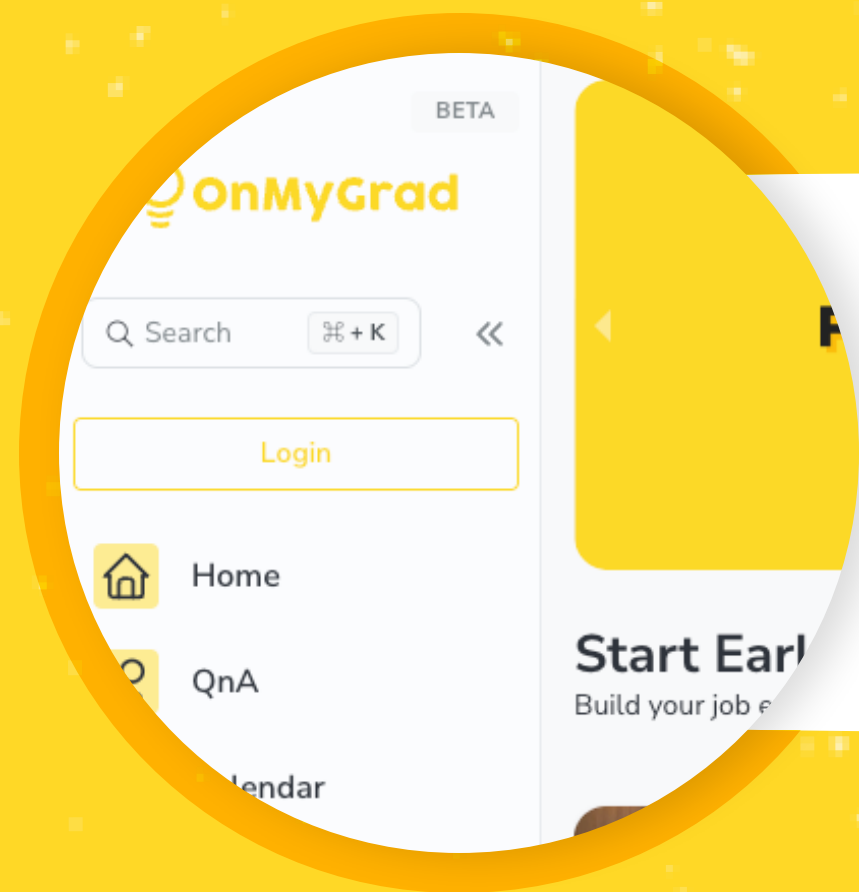 BETA
OnMyGrad
Search ⌘ + K
Login
Home
QnA
Start Earl
Build your job